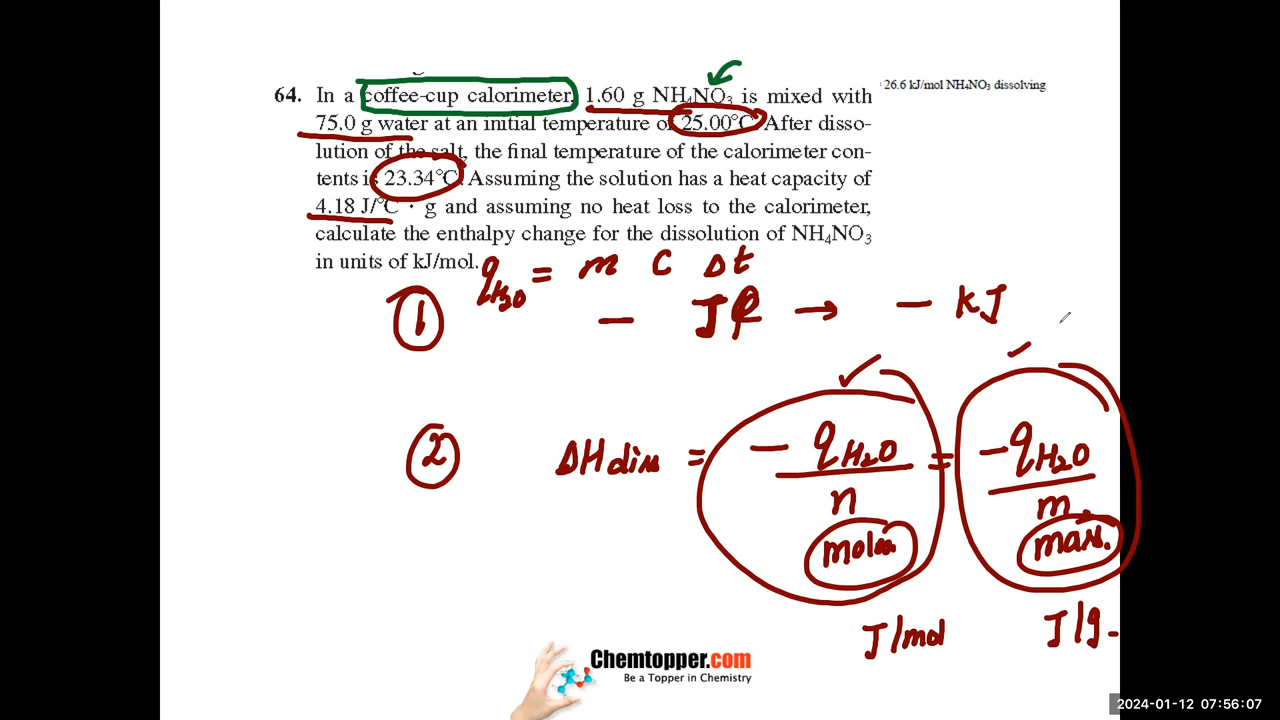 64. In a coffee-cup calorimeter, 1.60 g NH₄NO₃ is mixed with
75.0 g water at an initial temperature of 25.00°C. After disso-
lution of the salt, the final temperature of the calorimeter con-
tents is 23.34°C. Assuming the solution has a heat capacity of
4.18 J/°C · g and assuming no heat loss to the calorimeter,
calculate the enthalpy change for the dissolution of NH₄NO₃
in units of kJ/mol.
26.6 kJ/mol NH₄NO₃ dissolving
qH₂O = m c Δt
1 − J → − kJ
2 ΔH diss = − qH₂O / n = − qH₂O / m
moles mass.
J/mol J/g
Chemtopper.com
Be a Topper in Chemistry
2024-01-12 07:56:07